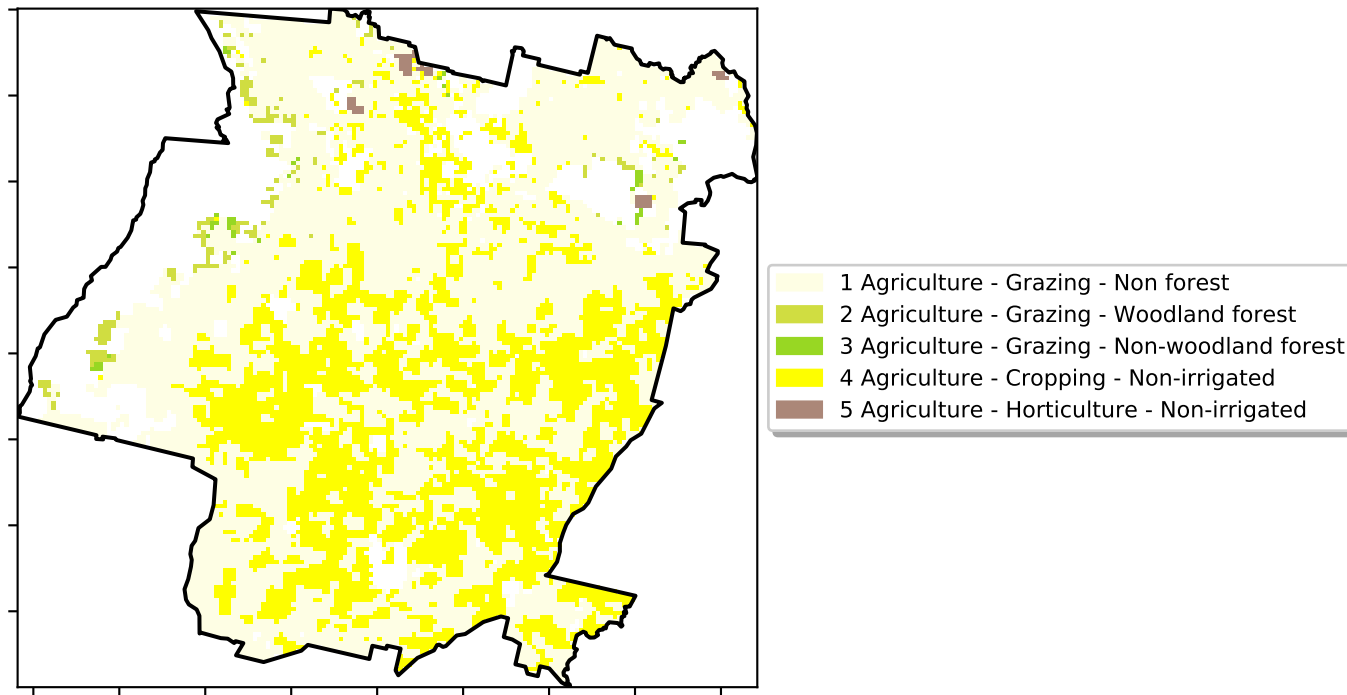 1 Agriculture - Grazing - Non forest
2 Agriculture - Grazing - Woodland forest
3 Agriculture - Grazing - Non-woodland forest
4 Agriculture - Cropping - Non-irrigated
5 Agriculture - Horticulture - Non-irrigated